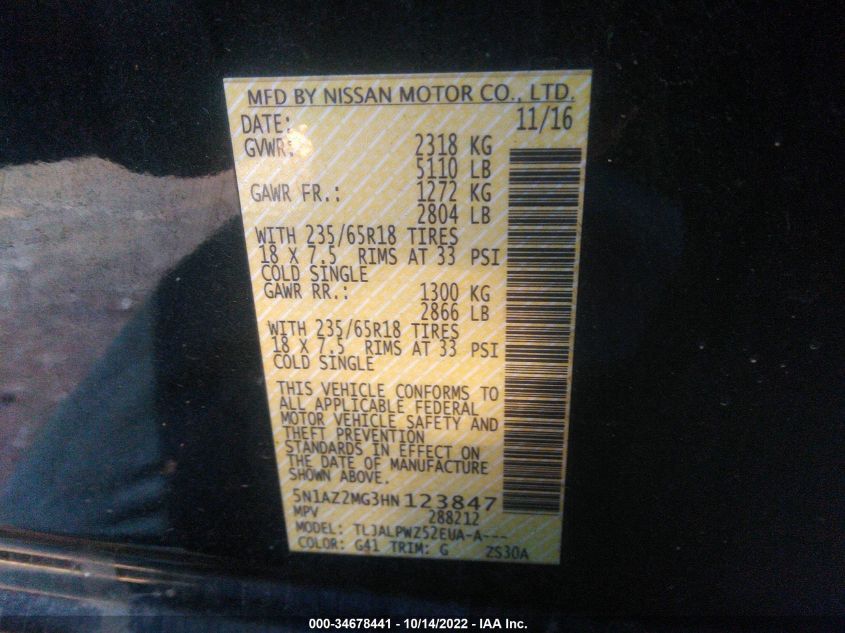 MFD BY NISSAN MOTOR CO., LTD.
DATE: 11/16
GVWR: 2318 KG
5110 LB
GAWR FR.: 1272 KG
2804 LB
WITH 235/65R18 TIRES
18 X 7.5 RIMS AT 33 PSI
COLD SINGLE
GAWR RR.: 1300 KG
2866 LB
WITH 235/65R18 TIRES
18 X 7.5 RIMS AT 33 PSI
COLD SINGLE
THIS VEHICLE CONFORMS TO
ALL APPLICABLE FEDERAL
MOTOR VEHICLE SAFETY AND
THEFT PREVENTION
STANDARDS IN EFFECT ON
THE DATE OF MANUFACTURE
SHOWN ABOVE.
5N1AZ2MG3HN123847
MPV 288212
MODEL: TLJALPWZ52EUA-A---
COLOR: G41 TRIM: G ZS30A
000-34678441 - 10/14/2022 - IAA Inc.